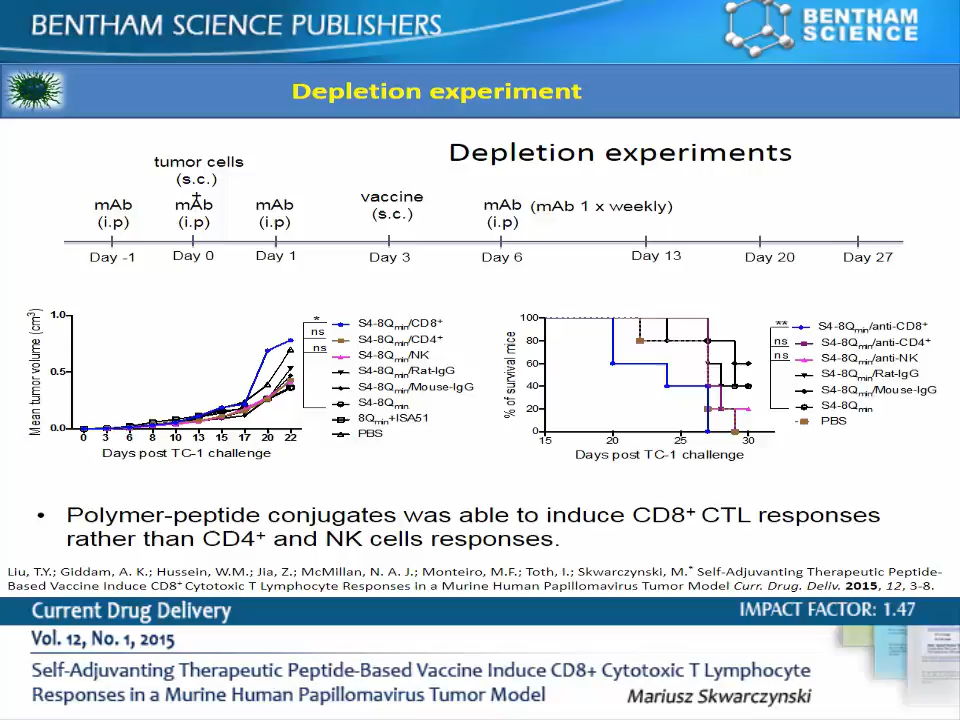 BENTHAM SCIENCE PUBLISHERS
BENTHAM
SCIENCE
Depletion experiment
Depletion experiments
tumor cells
(s.c.)
+
mAb
(i.p)
mAb
(i.p)
mAb
(i.p)
vaccine
(s.c.)
mAb
(i.p)
(mAb 1 x weekly)
Day -1
Day 0
Day 1
Day 3
Day 6
Day 13
Day 20
Day 27
Mean tumor volume (cm³)
1.0
0.5
0.0
0 3 6 8 10 13 15 17 20 22
Days post TC-1 challenge
*
ns
ns
S4-8Qmin/CD8⁺
S4-8Qmin/CD4⁺
S4-8Qmin/NK
S4-8Qmin/Rat-IgG
S4-8Qmin/Mouse-IgG
S4-8Qmin
8Qmin+ISA51
PBS
% of survival mice
100
80
60
40
20
0
15 20 25 30
Days post TC-1 challenge
**
ns
ns
S4-8Qmin/anti-CD8⁺
S4-8Qmin/anti-CD4⁺
S4-8Qmin/anti-NK
S4-8Qmin/Rat-IgG
S4-8Qmin/Mouse-IgG
S4-8Qmin
PBS
• Polymer-peptide conjugates was able to induce CD8⁺ CTL responses
rather than CD4⁺ and NK cells responses.
Liu, T.Y.; Giddam, A. K.; Hussein, W.M.; Jia, Z.; McMillan, N. A. J.; Monteiro, M.F.; Toth, I.; Skwarczynski, M.* Self-Adjuvanting Therapeutic Peptide-
Based Vaccine Induce CD8⁺ Cytotoxic T Lymphocyte Responses in a Murine Human Papillomavirus Tumor Model Curr. Drug. Deliv. 2015, 12, 3-8.
Current Drug Delivery
IMPACT FACTOR: 1.47
Vol. 12, No. 1, 2015
Self-Adjuvanting Therapeutic Peptide-Based Vaccine Induce CD8+ Cytotoxic T Lymphocyte
Responses in a Murine Human Papillomavirus Tumor Model
Mariusz Skwarczynski